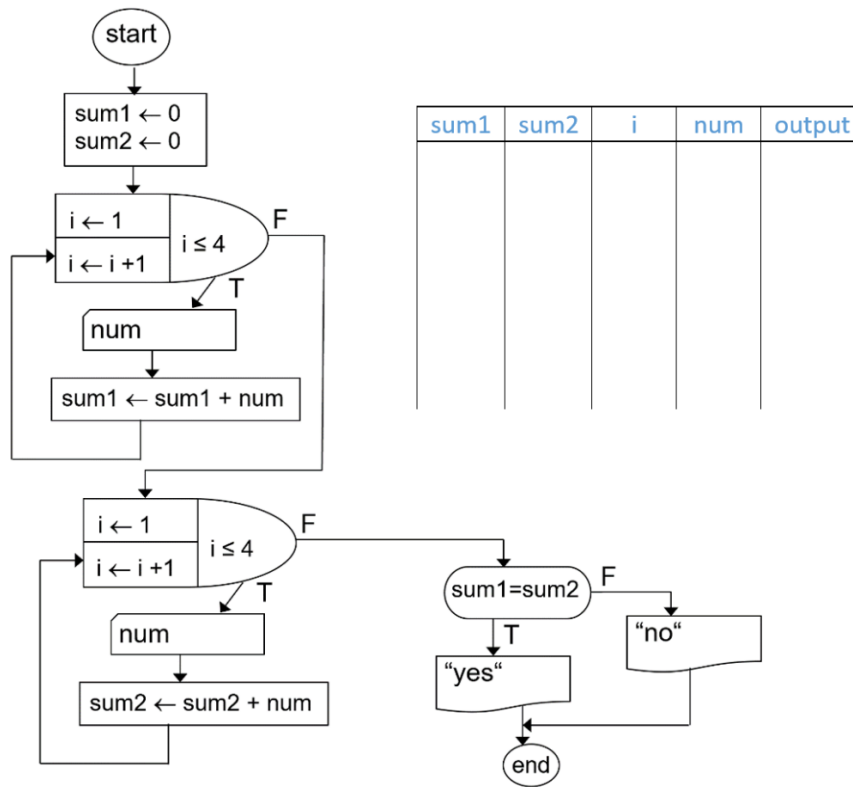 start
sum1 ← 0
sum2 ← 0
i ← 1
i ← i +1
i ≤ 4
F
T
num
sum1 ← sum1 + num
i ← 1
i ← i +1
i ≤ 4
F
T
num
sum2 ← sum2 + num
sum1=sum2
F
T
“no“
“yes“
end
sum1 sum2 i num output